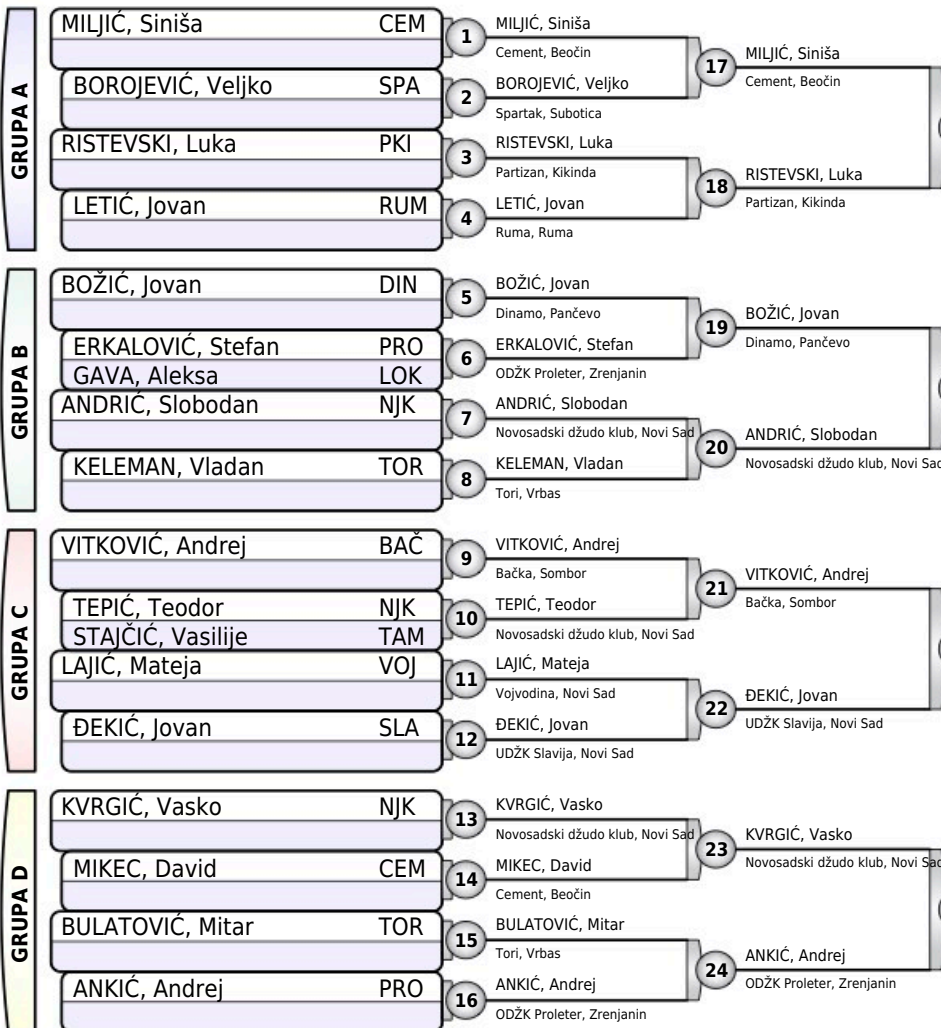 GRUPA A
MILJIĆ, Siniša CEM
BOROJEVIĆ, Veljko SPA
RISTEVSKI, Luka PKI
LETIĆ, Jovan RUM
1
MILJIĆ, Siniša
Cement, Beočin
2
BOROJEVIĆ, Veljko
Spartak, Subotica
3
RISTEVSKI, Luka
Partizan, Kikinda
4
LETIĆ, Jovan
Ruma, Ruma
17
MILJIĆ, Siniša
Cement, Beočin
18
RISTEVSKI, Luka
Partizan, Kikinda
GRUPA B
BOŽIĆ, Jovan DIN
ERKALOVIĆ, Stefan PRO
GAVA, Aleksa LOK
ANDRIĆ, Slobodan NJK
KELEMAN, Vladan TOR
5
BOŽIĆ, Jovan
Dinamo, Pančevo
6
ERKALOVIĆ, Stefan
ODŽK Proleter, Zrenjanin
7
ANDRIĆ, Slobodan
Novosadski džudo klub, Novi Sad
8
KELEMAN, Vladan
Tori, Vrbas
19
BOŽIĆ, Jovan
Dinamo, Pančevo
20
ANDRIĆ, Slobodan
Novosadski džudo klub, Novi Sad
GRUPA C
VITKOVIĆ, Andrej BAČ
TEPIĆ, Teodor NJK
STAJČIĆ, Vasilije TAM
LAJIĆ, Mateja VOJ
ĐEKIĆ, Jovan SLA
9
VITKOVIĆ, Andrej
Bačka, Sombor
10
TEPIĆ, Teodor
Novosadski džudo klub, Novi Sad
11
LAJIĆ, Mateja
Vojvodina, Novi Sad
12
ĐEKIĆ, Jovan
UDŽK Slavija, Novi Sad
21
VITKOVIĆ, Andrej
Bačka, Sombor
22
ĐEKIĆ, Jovan
UDŽK Slavija, Novi Sad
GRUPA D
KVRGIĆ, Vasko NJK
MIKEC, David CEM
BULATOVIĆ, Mitar TOR
ANKIĆ, Andrej PRO
13
KVRGIĆ, Vasko
Novosadski džudo klub, Novi Sad
14
MIKEC, David
Cement, Beočin
15
BULATOVIĆ, Mitar
Tori, Vrbas
16
ANKIĆ, Andrej
ODŽK Proleter, Zrenjanin
23
KVRGIĆ, Vasko
Novosadski džudo klub, Novi Sad
24
ANKIĆ, Andrej
ODŽK Proleter, Zrenjanin